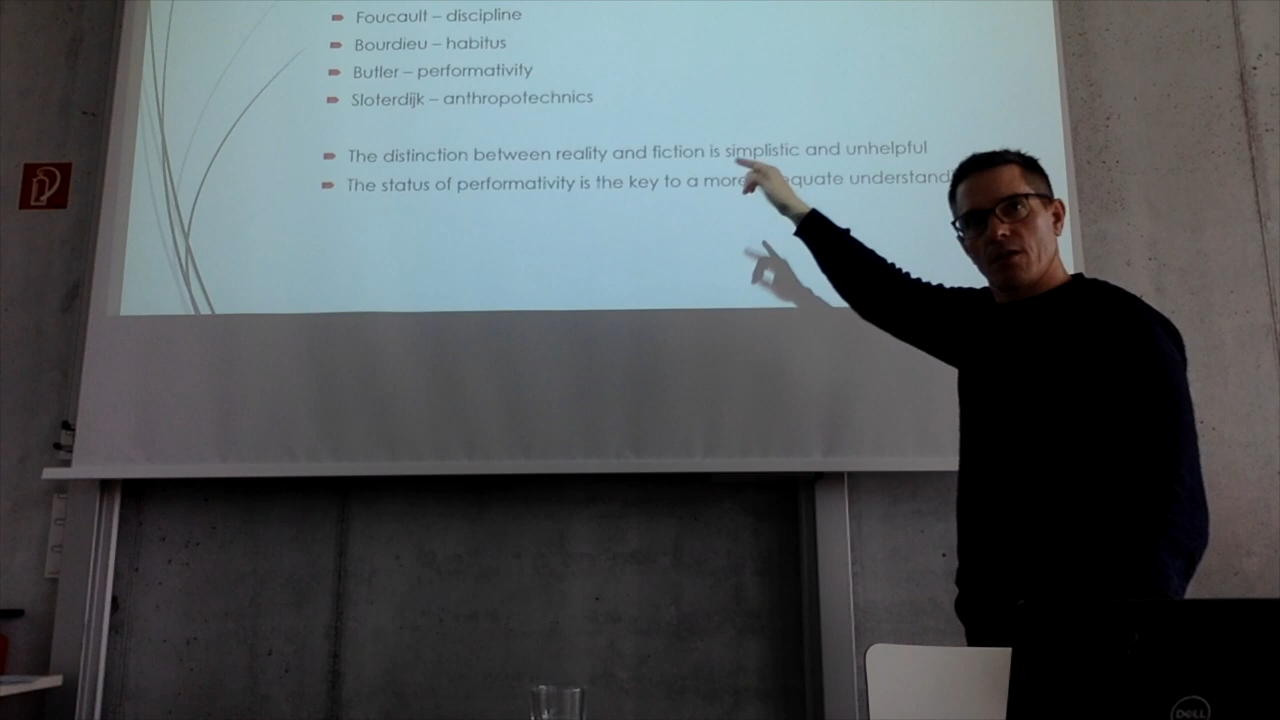 Foucault – discipline
Bourdieu – habitus
Butler – performativity
Sloterdijk – anthropotechnics
The distinction between reality and fiction is simplistic and unhelpful
The status of performativity is the key to a more
DELL